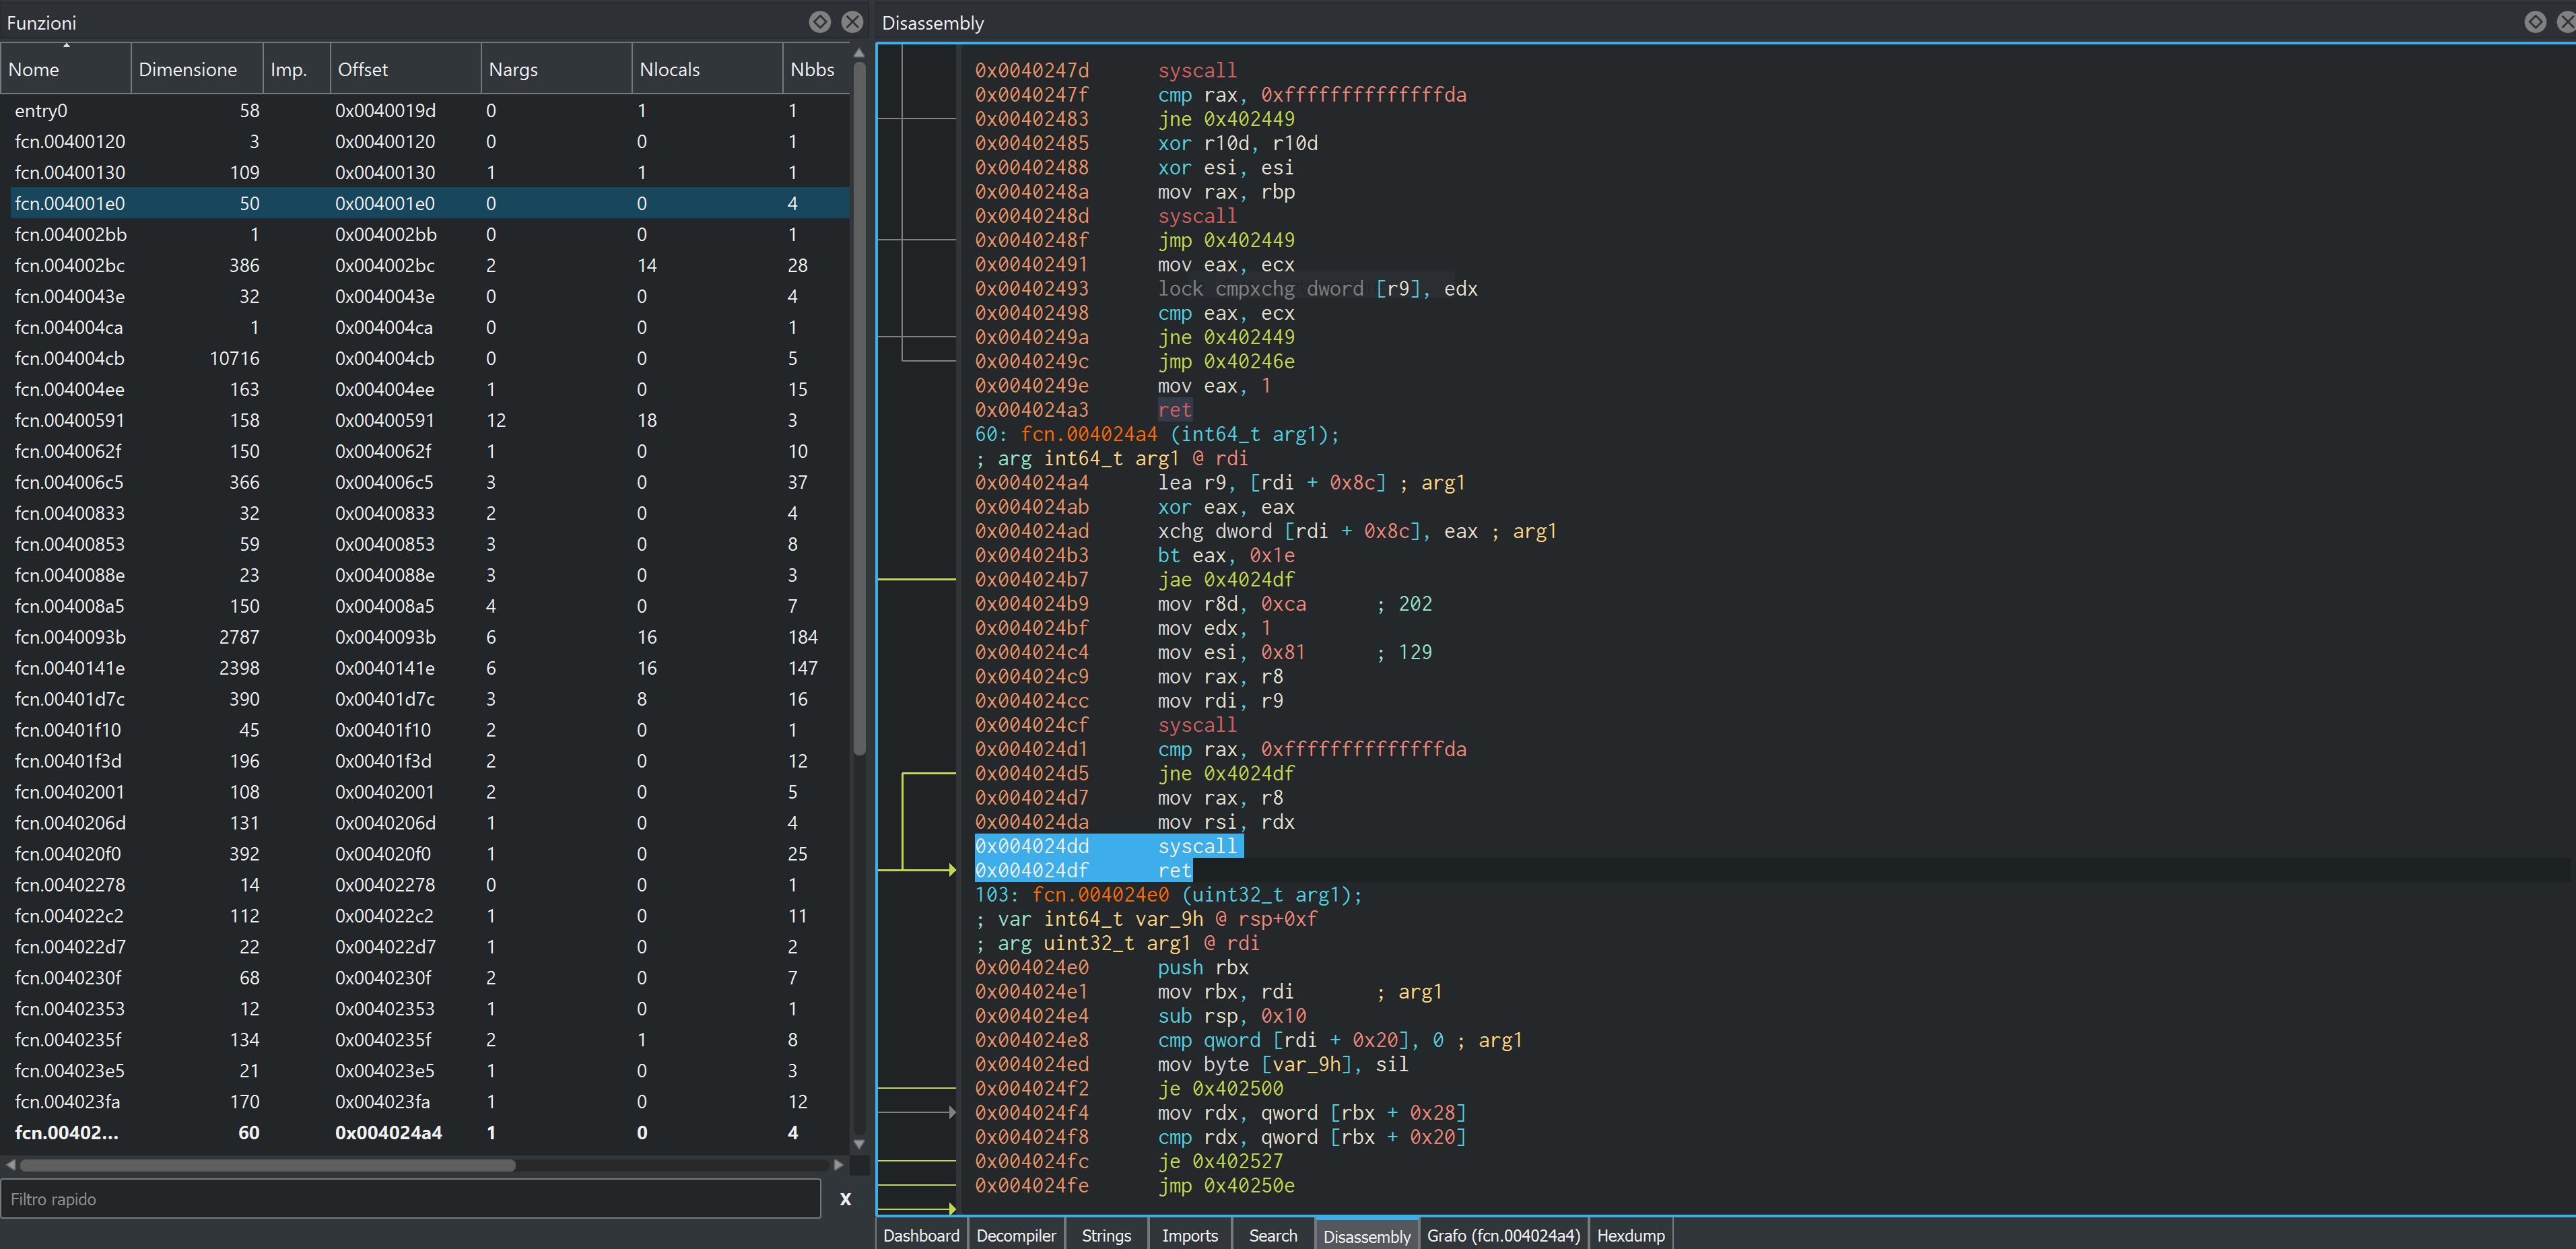 Funzioni
Nome Dimensione Imp. Offset Nargs Nlocals Nbbs
entry0 58 0x0040019d 0 1 1
fcn.00400120 3 0x00400120 0 0 1
fcn.00400130 109 0x00400130 1 1 1
fcn.004001e0 50 0x004001e0 0 0 4
fcn.004002bb 1 0x004002bb 0 0 1
fcn.004002bc 386 0x004002bc 2 14 28
fcn.0040043e 32 0x0040043e 0 0 4
fcn.004004ca 1 0x004004ca 0 0 1
fcn.004004cb 10716 0x004004cb 0 0 5
fcn.004004ee 163 0x004004ee 1 0 15
fcn.00400591 158 0x00400591 12 18 3
fcn.0040062f 150 0x0040062f 1 0 10
fcn.004006c5 366 0x004006c5 3 0 37
fcn.00400833 32 0x00400833 2 0 4
fcn.00400853 59 0x00400853 3 0 8
fcn.0040088e 23 0x0040088e 3 0 3
fcn.004008a5 150 0x004008a5 4 0 7
fcn.0040093b 2787 0x0040093b 6 16 184
fcn.0040141e 2398 0x0040141e 6 16 147
fcn.00401d7c 390 0x00401d7c 3 8 16
fcn.00401f10 45 0x00401f10 2 0 1
fcn.00401f3d 196 0x00401f3d 2 0 12
fcn.00402001 108 0x00402001 2 0 5
fcn.0040206d 131 0x0040206d 1 0 4
fcn.004020f0 392 0x004020f0 1 0 25
fcn.00402278 14 0x00402278 0 0 1
fcn.004022c2 112 0x004022c2 1 0 11
fcn.004022d7 22 0x004022d7 1 0 2
fcn.0040230f 68 0x0040230f 2 0 7
fcn.00402353 12 0x00402353 1 0 1
fcn.0040235f 134 0x0040235f 2 1 8
fcn.004023e5 21 0x004023e5 1 0 3
fcn.004023fa 170 0x004023fa 1 0 12
fcn.00402... 60 0x004024a4 1 0 4
Filtro rapido X
Disassembly
0x0040247d syscall
0x0040247f cmp rax, 0xffffffffffffffda
0x00402483 jne 0x402449
0x00402485 xor r10d, r10d
0x00402488 xor esi, esi
0x0040248a mov rax, rbp
0x0040248d syscall
0x0040248f jmp 0x402449
0x00402491 mov eax, ecx
0x00402493 lock cmpxchg dword [r9], edx
0x00402498 cmp eax, ecx
0x0040249a jne 0x402449
0x0040249c jmp 0x40246e
0x0040249e mov eax, 1
0x004024a3 ret
60: fcn.004024a4 (int64_t arg1);
; arg int64_t arg1 @ rdi
0x004024a4 lea r9, [rdi + 0x8c] ; arg1
0x004024ab xor eax, eax
0x004024ad xchg dword [rdi + 0x8c], eax ; arg1
0x004024b3 bt eax, 0x1e
0x004024b7 jae 0x4024df
0x004024b9 mov r8d, 0xca ; 202
0x004024bf mov edx, 1
0x004024c4 mov esi, 0x81 ; 129
0x004024c9 mov rax, r8
0x004024cc mov rdi, r9
0x004024cf syscall
0x004024d1 cmp rax, 0xffffffffffffffda
0x004024d5 jne 0x4024df
0x004024d7 mov rax, r8
0x004024da mov rsi, rdx
0x004024dd syscall
0x004024df ret
103: fcn.004024e0 (uint32_t arg1);
; var int64_t var_9h @ rsp+0xf
; arg uint32_t arg1 @ rdi
0x004024e0 push rbx
0x004024e1 mov rbx, rdi ; arg1
0x004024e4 sub rsp, 0x10
0x004024e8 cmp qword [rdi + 0x20], 0 ; arg1
0x004024ed mov byte [var_9h], sil
0x004024f2 je 0x402500
0x004024f4 mov rdx, qword [rbx + 0x28]
0x004024f8 cmp rdx, qword [rbx + 0x20]
0x004024fc je 0x402527
0x004024fe jmp 0x40250e
Dashboard Decompiler Strings Imports Search Disassembly Grafo (fcn.004024a4) Hexdump